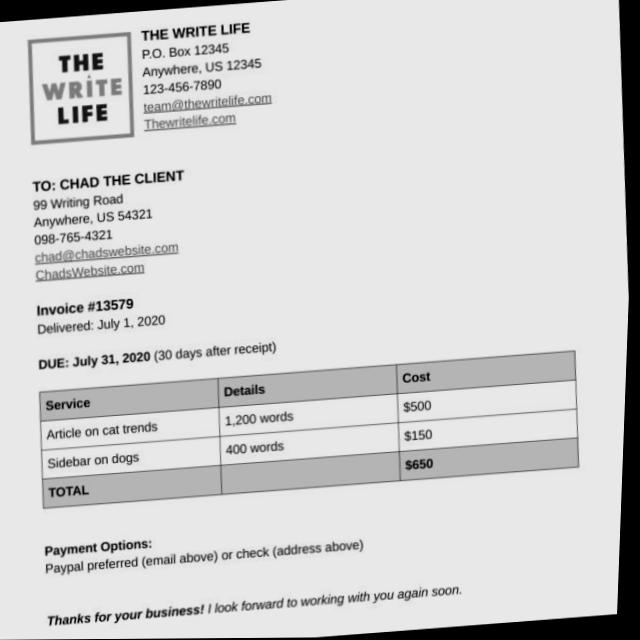 THE
WRiTE
LIFE
THE WRITE LIFE
P.O. Box 12345
Anywhere, US 12345
123-456-7890
team@thewritelife.com
Thewritelife.com
TO: CHAD THE CLIENT
99 Writing Road
Anywhere, US 54321
098-765-4321
chad@chadswebsite.com
ChadsWebsite.com
Invoice #13579
Delivered: July 1, 2020
DUE: July 31, 2020 (30 days after receipt)
Service Details Cost
Article on cat trends 1,200 words $500
Sidebar on dogs 400 words $150
TOTAL $650
Payment Options:
Paypal preferred (email above) or check (address above)
Thanks for your business! I look forward to working with you again soon.